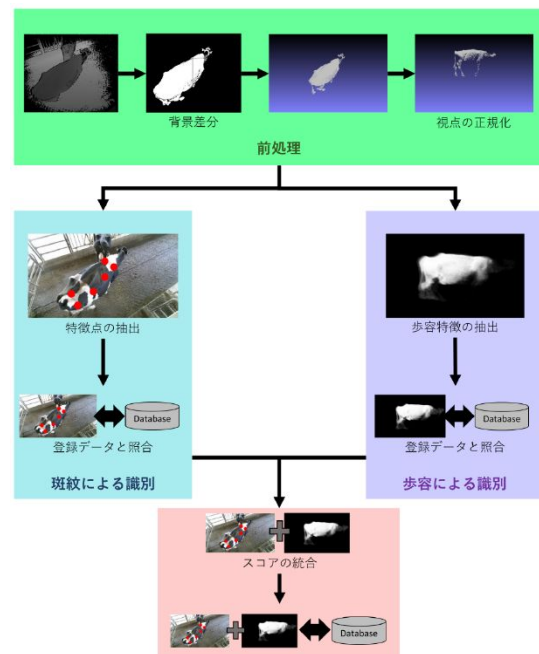 背景差分
視点の正規化
前処理
特徴点の抽出
歩容特徴の抽出
Database
Database
登録データと照合
登録データと照合
斑紋による識別
歩容による識別
スコアの統合
Database